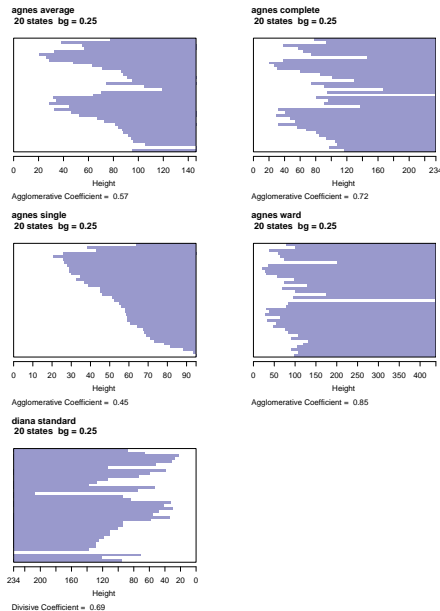 agnes average
20 states bg = 0.25
0 20 40 60 80 100 120 146
Height
Agglomerative Coefficient = 0.57
agnes complete
20 states bg = 0.25
0 20 40 60 80 100 120 140 160 180 200 234
Height
Agglomerative Coefficient = 0.72
agnes single
20 states bg = 0.25
0 10 20 30 40 50 60 70 80 90
Height
Agglomerative Coefficient = 0.45
agnes ward
20 states bg = 0.25
0 50 100 150 200 250 300 350 400
Height
Agglomerative Coefficient = 0.85
diana standard
20 states bg = 0.25
234 200 160 120 80 60 40 20 0
Height
Divisive Coefficient = 0.69